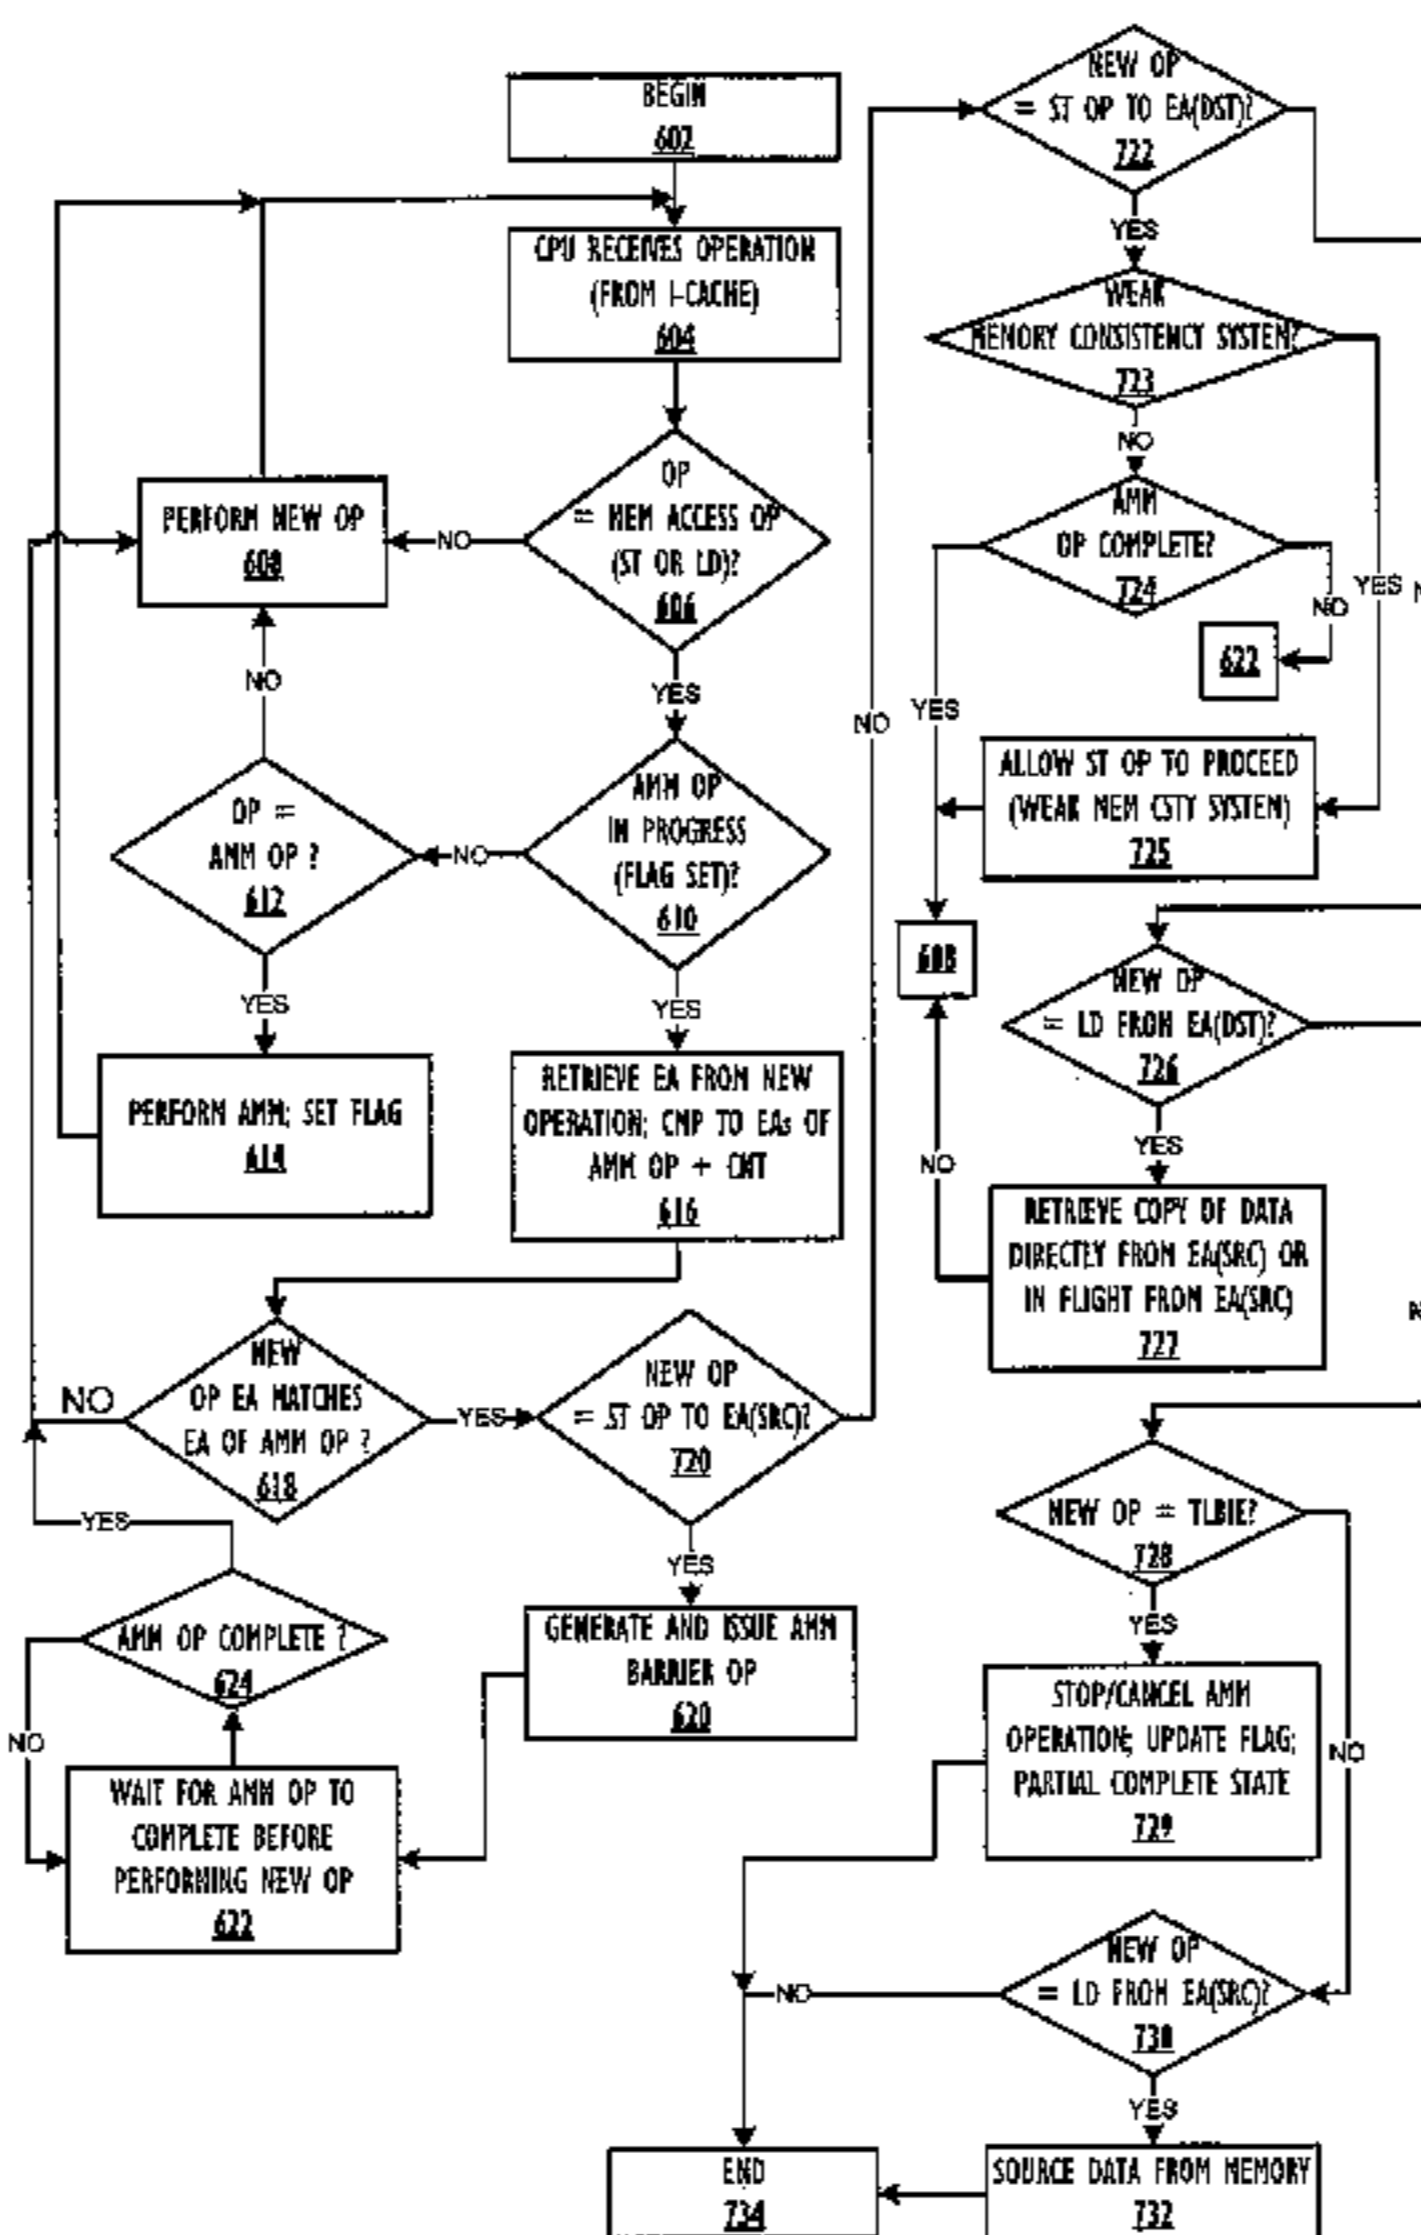 BEGIN
602
CPU RECEIVES OPERATION
(FROM I-CACHE)
604
OP
= MEM ACCESS OP
(ST OR LD)?
606
NO
PERFORM NEW OP
608
YES
NO
AMM OP
IN PROGRESS
(FLAG SET)?
610
NO
OP =
AMM OP ?
612
YES
YES
PERFORM AMM; SET FLAG
614
RETRIEVE EA FROM NEW
OPERATION; CMP TO EAs OF
AMM OP + CNT
616
NEW
OP EA MATCHES
EA OF AMM OP ?
618
NO
YES
NEW OP
= ST OP TO EA(SRC)?
720
NO
YES
YES
GENERATE AND ISSUE AMM
BARRIER OP
620
AMM OP COMPLETE ?
624
NO
WAIT FOR AMM OP TO
COMPLETE BEFORE
PERFORMING NEW OP
622
NEW OP
= ST OP TO EA(DST)?
722
YES
WEAK
MEMORY CONSISTENCY SYSTEM?
723
NO
YES
AMM
OP COMPLETE?
724
NO
622
YES
ALLOW ST OP TO PROCEED
(WEAK MEM CSTY SYSTEM)
725
608
NEW OP
= LD FROM EA(DST)?
726
YES
NO
RETRIEVE COPY OF DATA
DIRECTLY FROM EA(SRC) OR
IN FLIGHT FROM EA(SRC)
727
NEW OP = TLBIE?
728
YES
NO
STOP/CANCEL AMM
OPERATION; UPDATE FLAG;
PARTIAL COMPLETE STATE
729
NEW OP
= LD FROM EA(SRC)?
730
NO
YES
SOURCE DATA FROM MEMORY
732
END
734